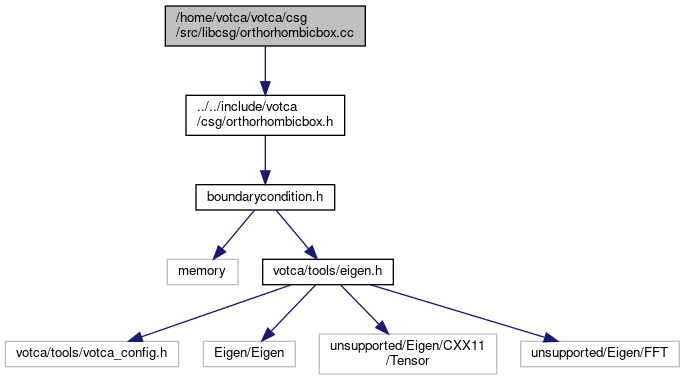 /home/votca/votca/csg
/src/libcsg/orthorhombicbox.cc
../../include/votca
/csg/orthorhombicbox.h
boundarycondition.h
memory
votca/tools/eigen.h
votca/tools/votca_config.h
Eigen/Eigen
unsupported/Eigen/CXX11
/Tensor
unsupported/Eigen/FFT